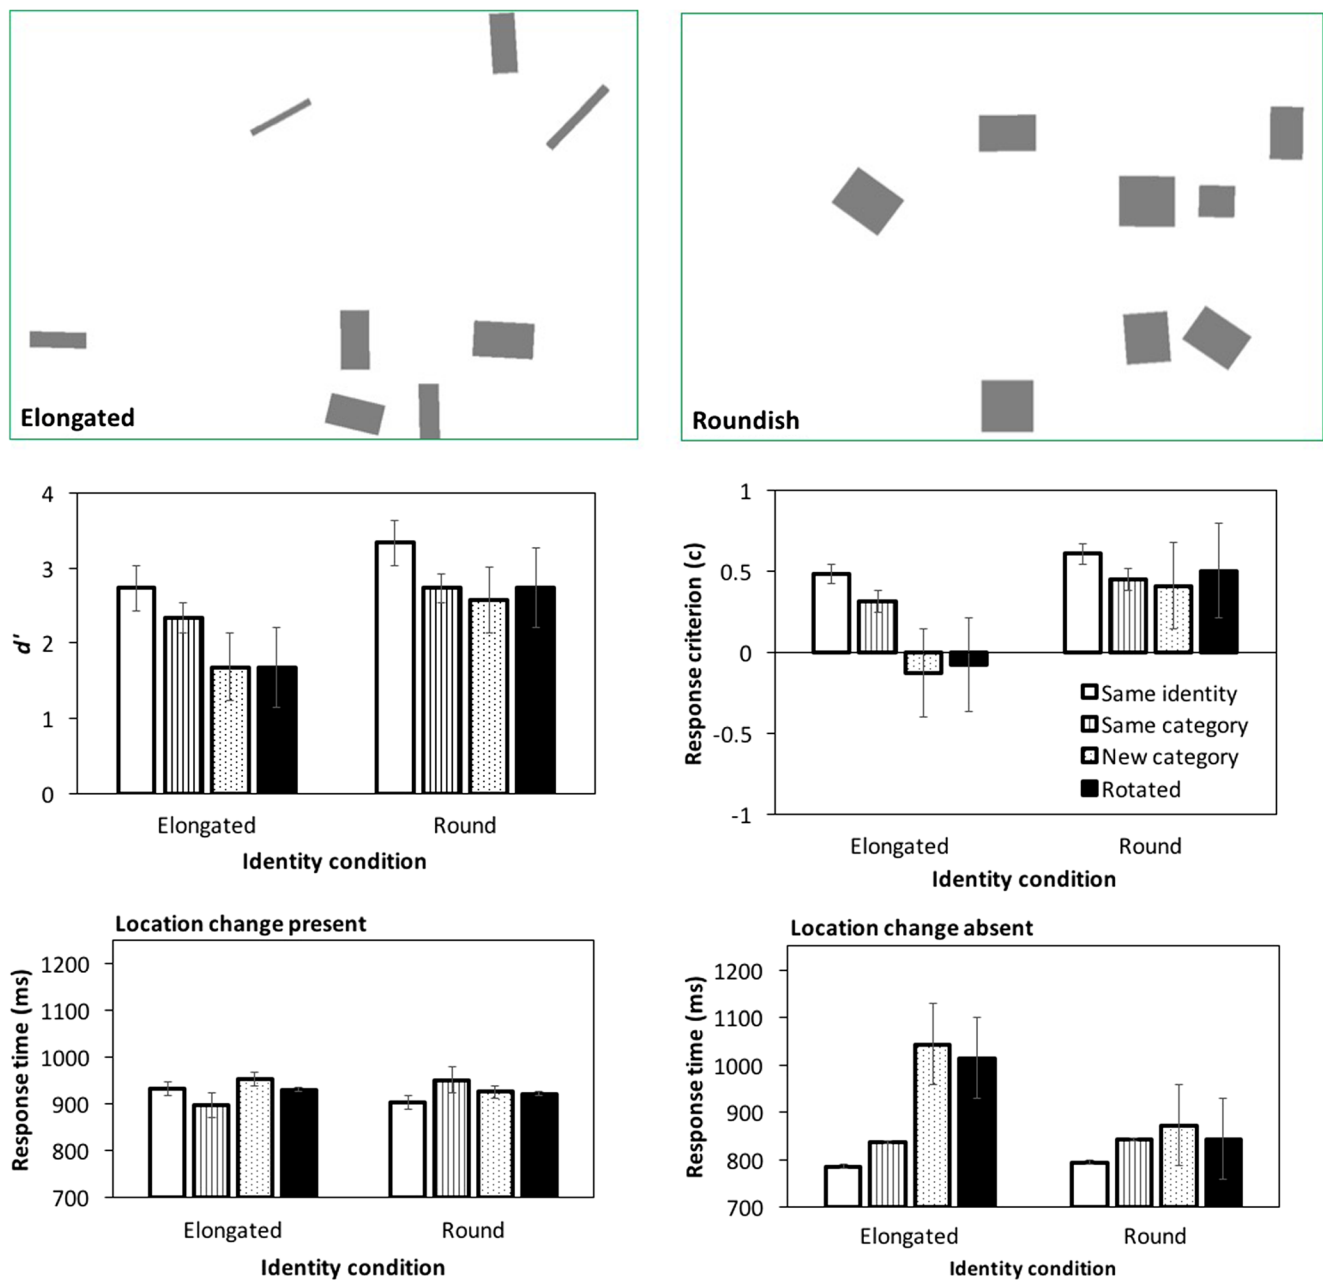 Elongated
Roundish
4
3
2
1
0
d'
Elongated
Round
Identity condition
1
0.5
0
-0.5
-1
Response criterion (c)
Same identity
Same category
New category
Rotated
Elongated
Round
Identity condition
Location change present
1200
1100
1000
900
800
700
Response time (ms)
Elongated
Round
Identity condition
Location change absent
1200
1100
1000
900
800
700
Response time (ms)
Elongated
Round
Identity condition